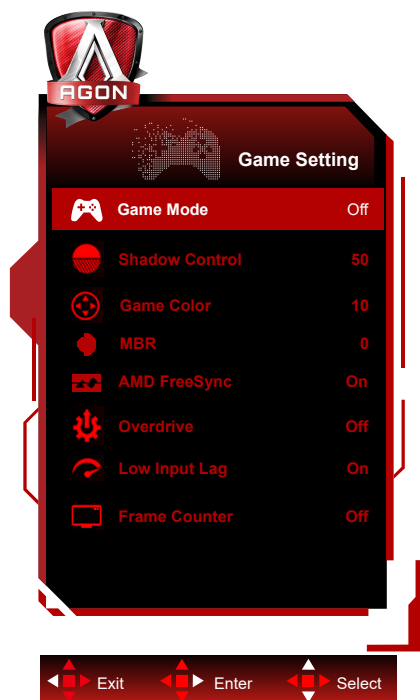 AGON
Game Setting
Game Mode Off
Shadow Control 50
Game Color 10
MBR 0
AMD FreeSync On
Overdrive Off
Low Input Lag On
Frame Counter Off
Exit Enter Select